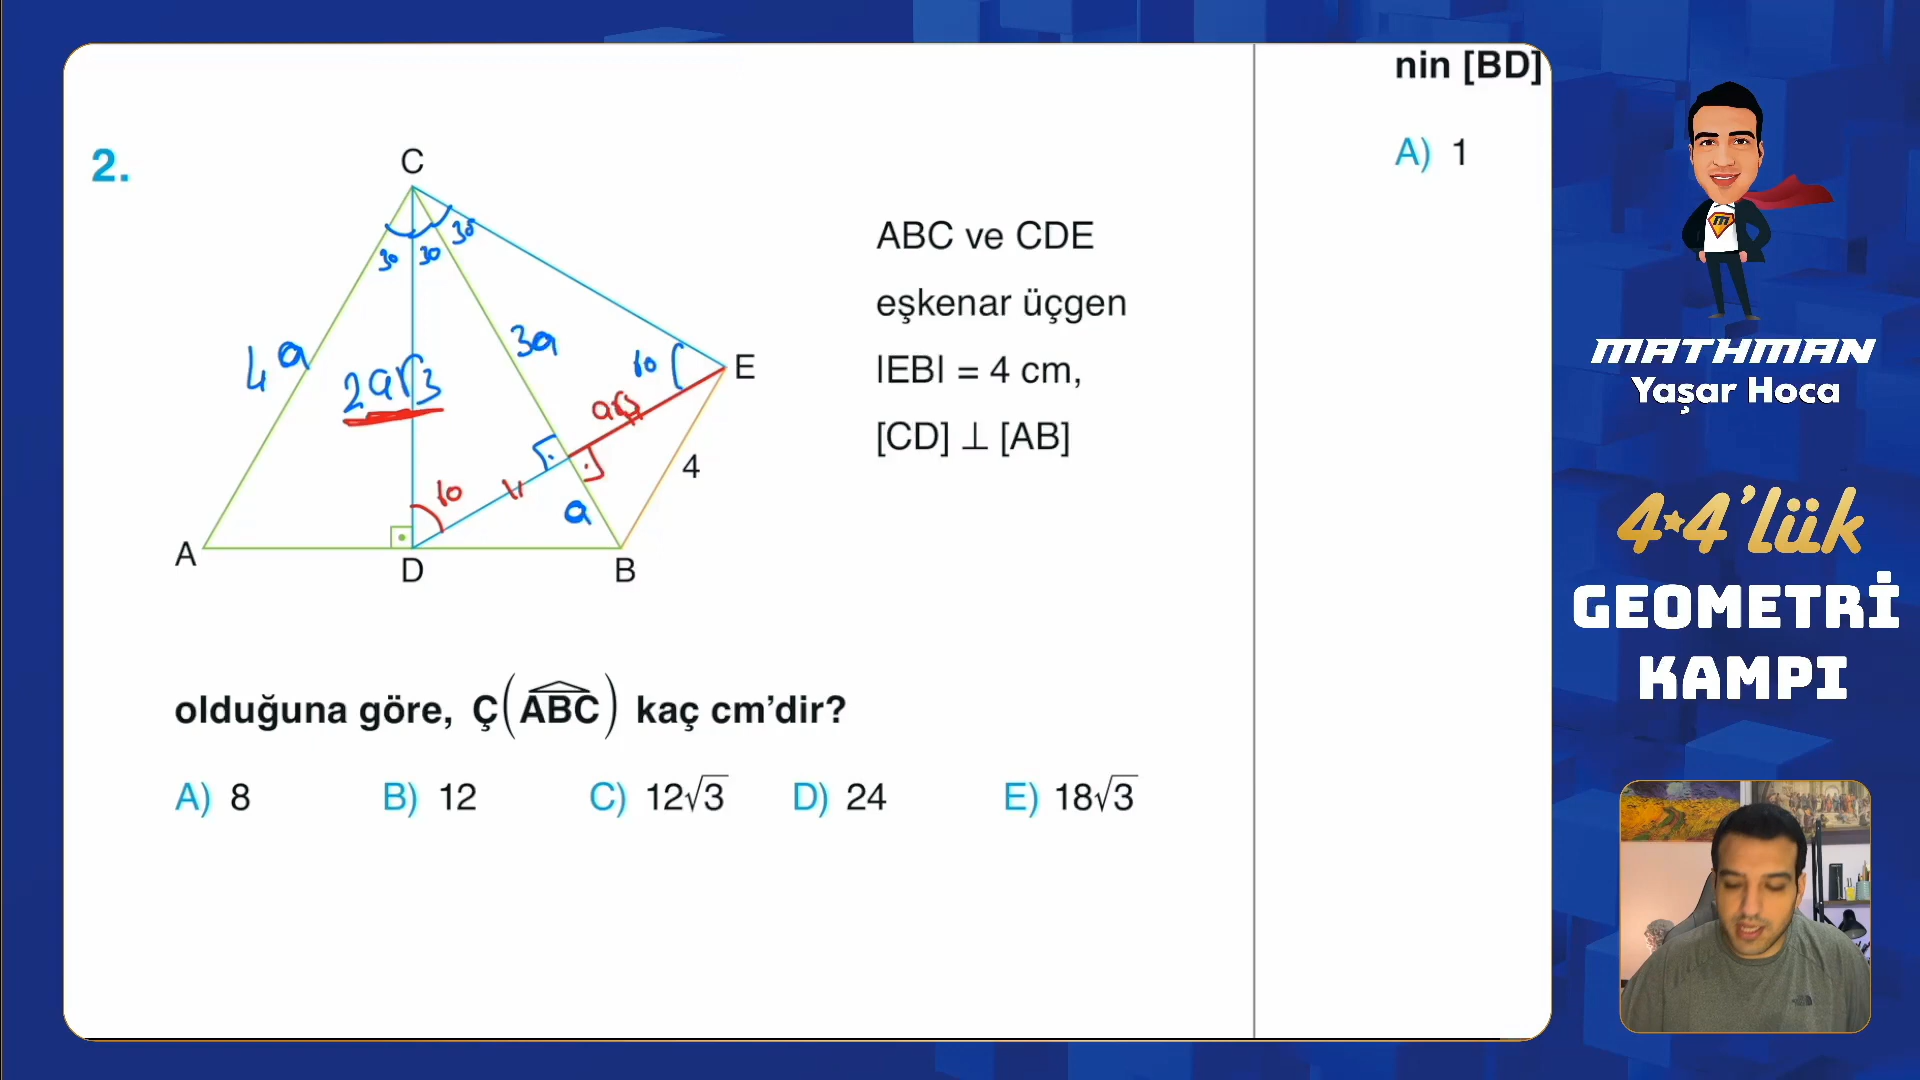 nin [BD]
A) 1
2.
C
30
30
30
4a
2a√3
3a
60
E
a√3
60
4
a
A
D
B
ABC ve CDE
eşkenar üçgen
|EB| = 4 cm,
[CD] ⊥ [AB]
olduğuna göre, Ç(ABC) kaç cm'dir?
A) 8 B) 12 C) 12√3 D) 24 E) 18√3
m
MATHMAN
Yaşar Hoca
4★4'lük
GEOMETRİ
KAMPI